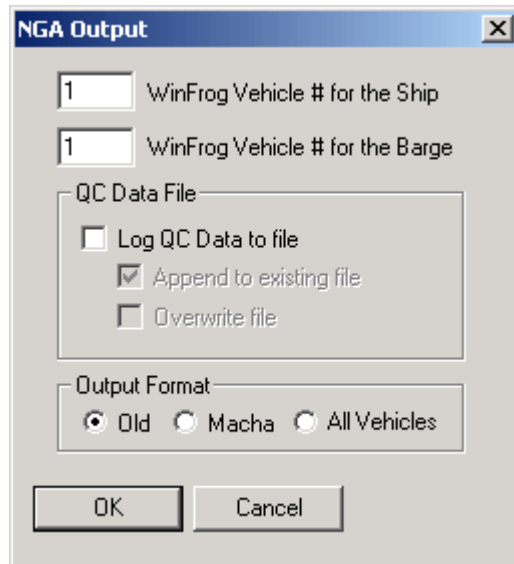 NGA Output
1 WinFrog Vehicle # for the Ship
1 WinFrog Vehicle # for the Barge
QC Data File
Log QC Data to file
Append to existing file
Overwrite file
Output Format
Old Macha All Vehicles
OK Cancel